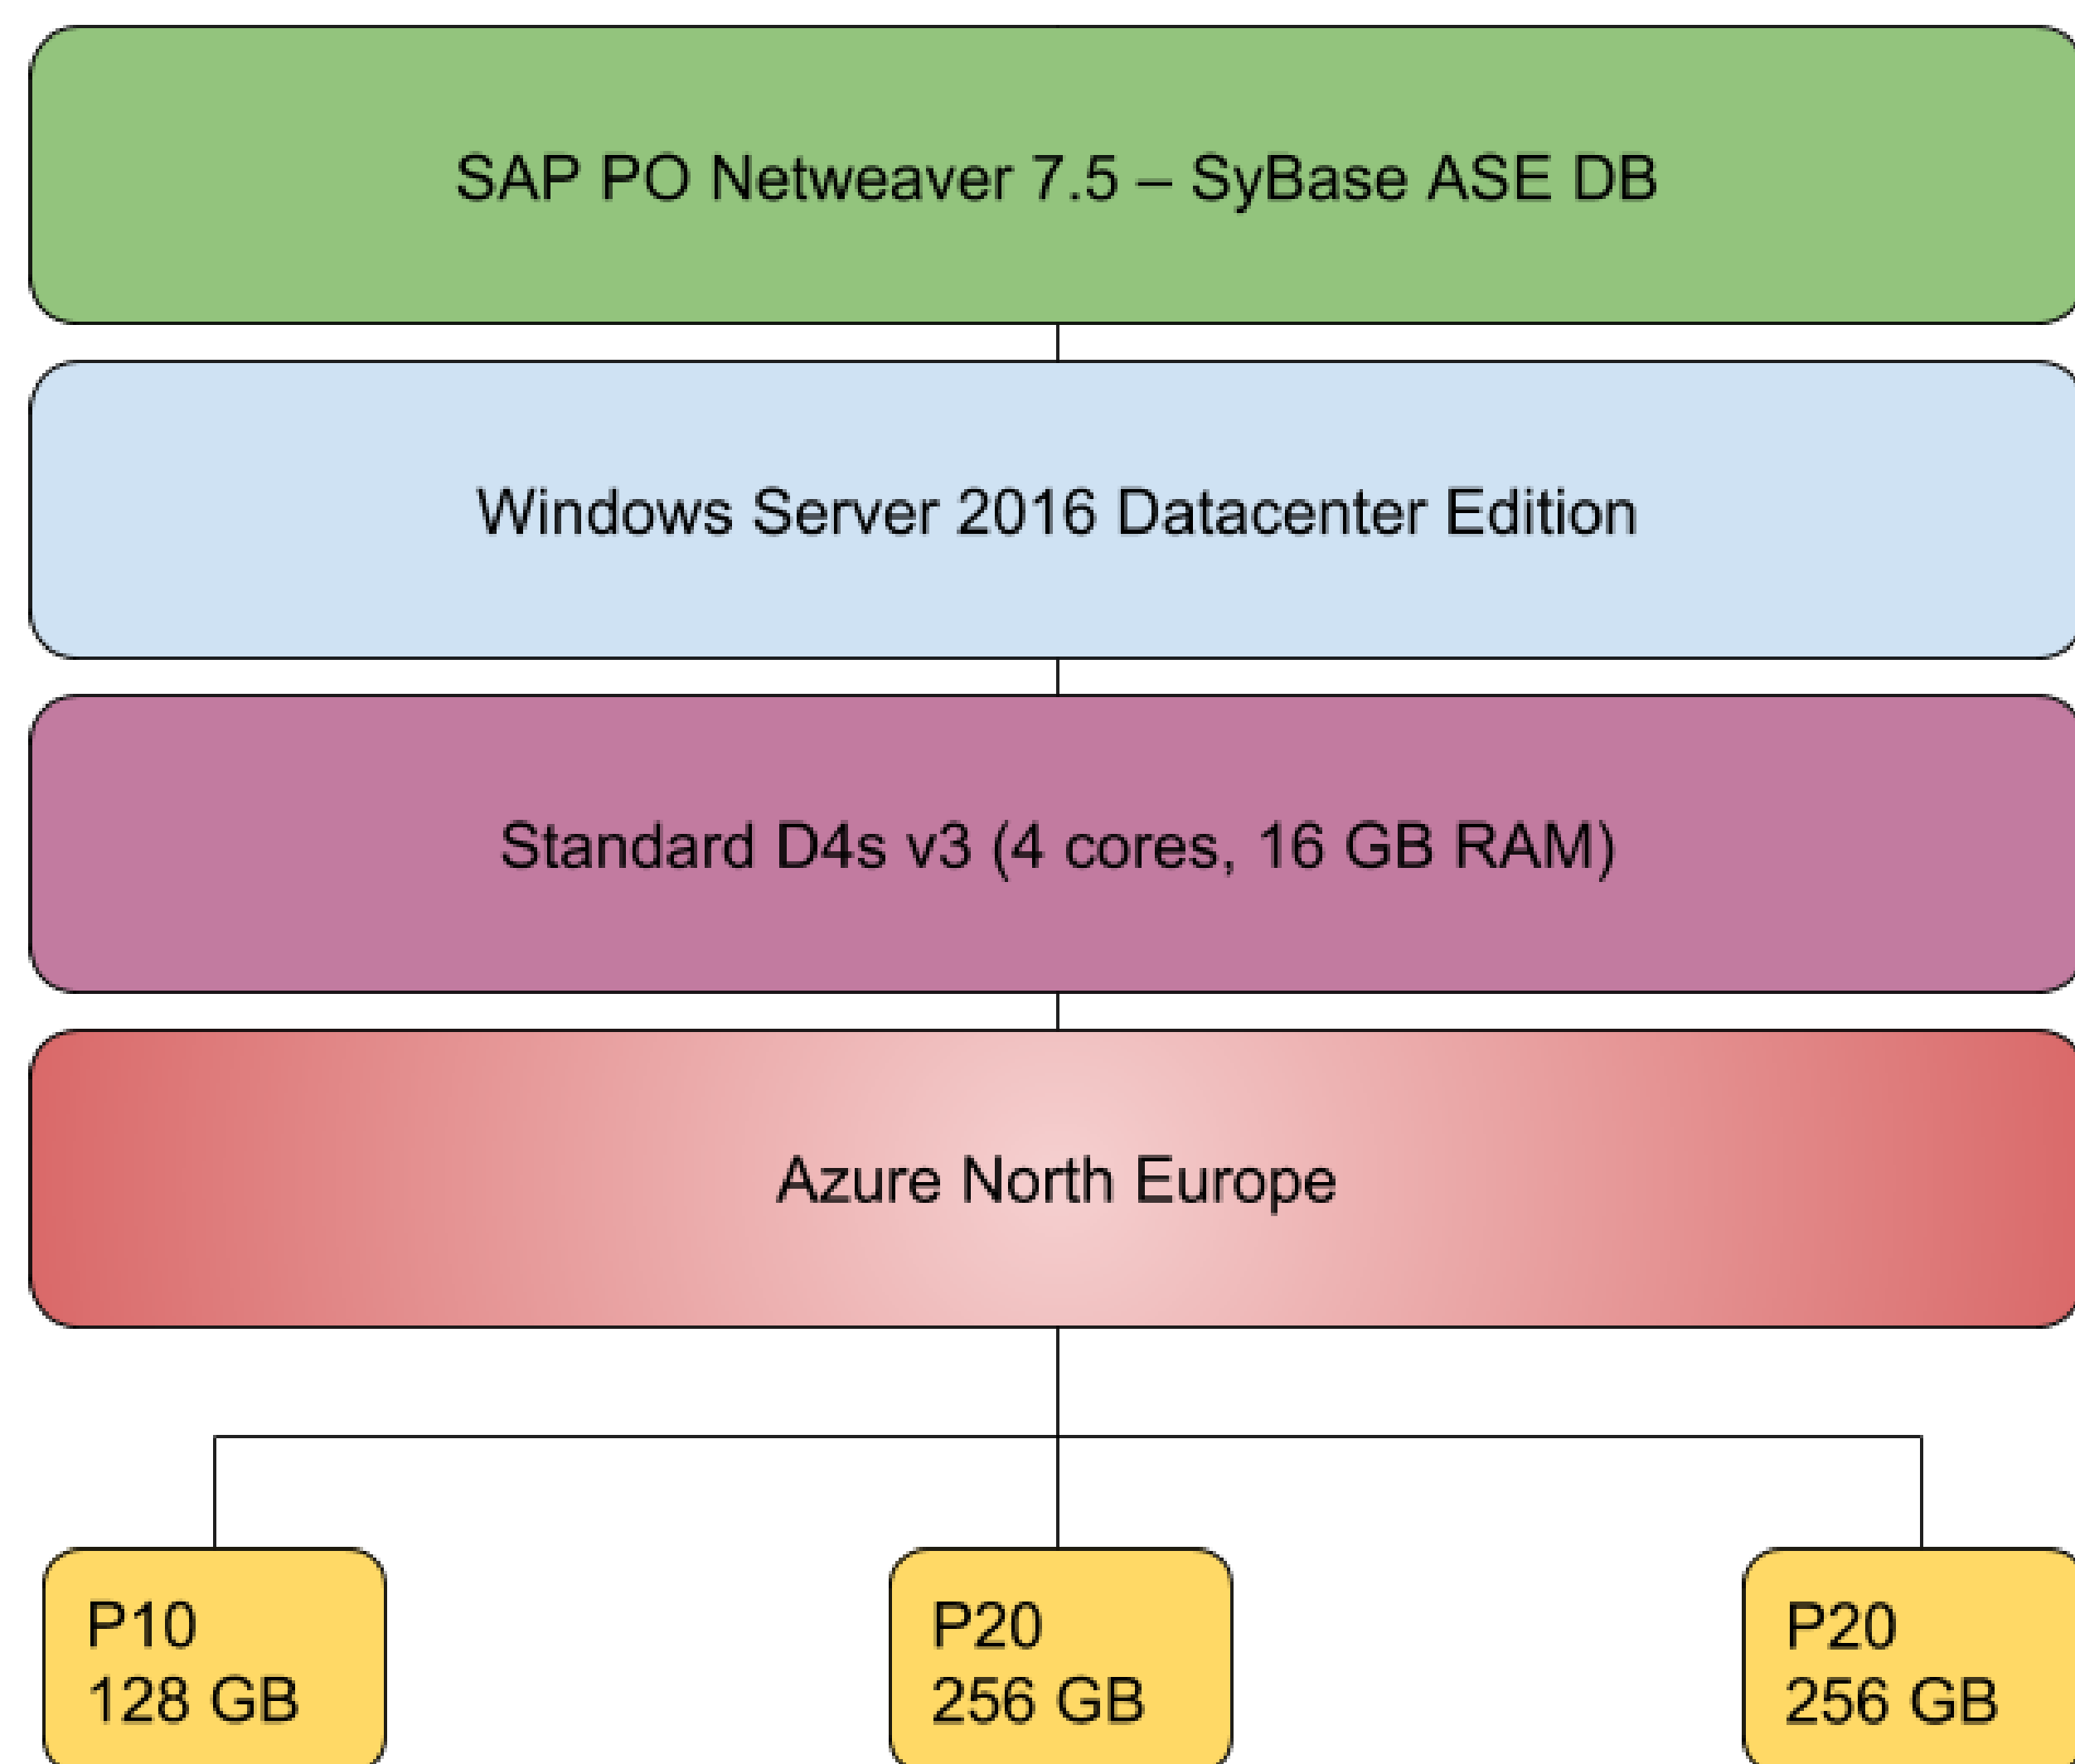 SAP PO Netweaver 7.5 – SyBase ASE DB
Windows Server 2016 Datacenter Edition
Standard D4s v3 (4 cores, 16 GB RAM)
Azure North Europe
P10
128 GB
P20
256 GB
P20
256 GB